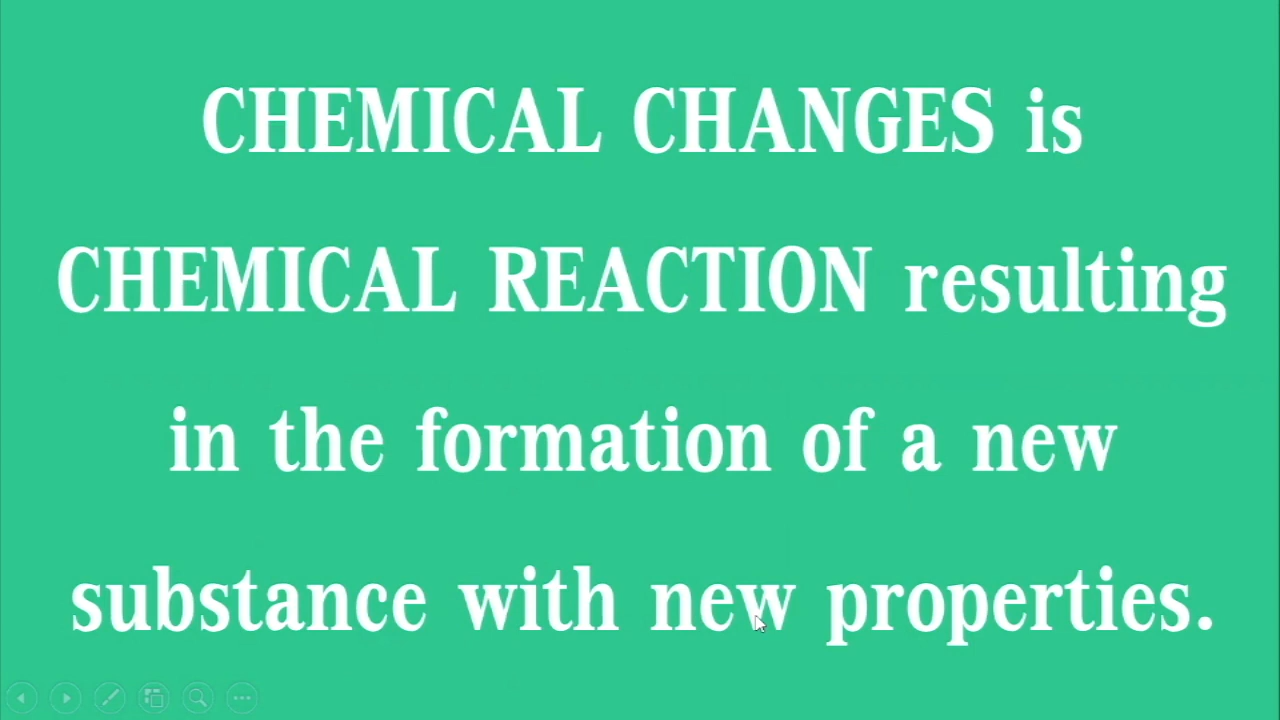 CHEMICAL CHANGES is
CHEMICAL REACTION resulting
in the formation of a new
substance with new properties.